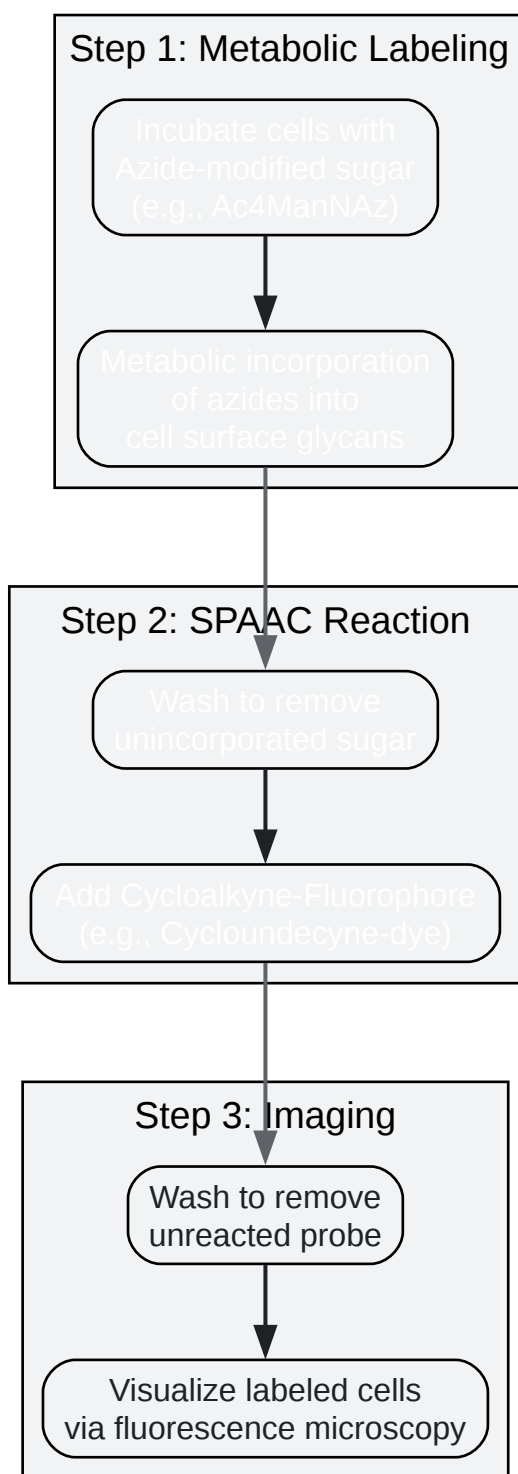 Step 1: Metabolic Labeling
Incubate cells with
Azide-modified sugar
(e.g., Ac4ManNAz)
Metabolic incorporation
of azides into
cell surface glycans
Step 2: SPAAC Reaction
Wash to remove
unincorporated sugar
Add Cycloalkyne-Fluorophore
(e.g., Cycloundecyne-dye)
Step 3: Imaging
Wash to remove
unreacted probe
Visualize labeled cells
via fluorescence microscopy